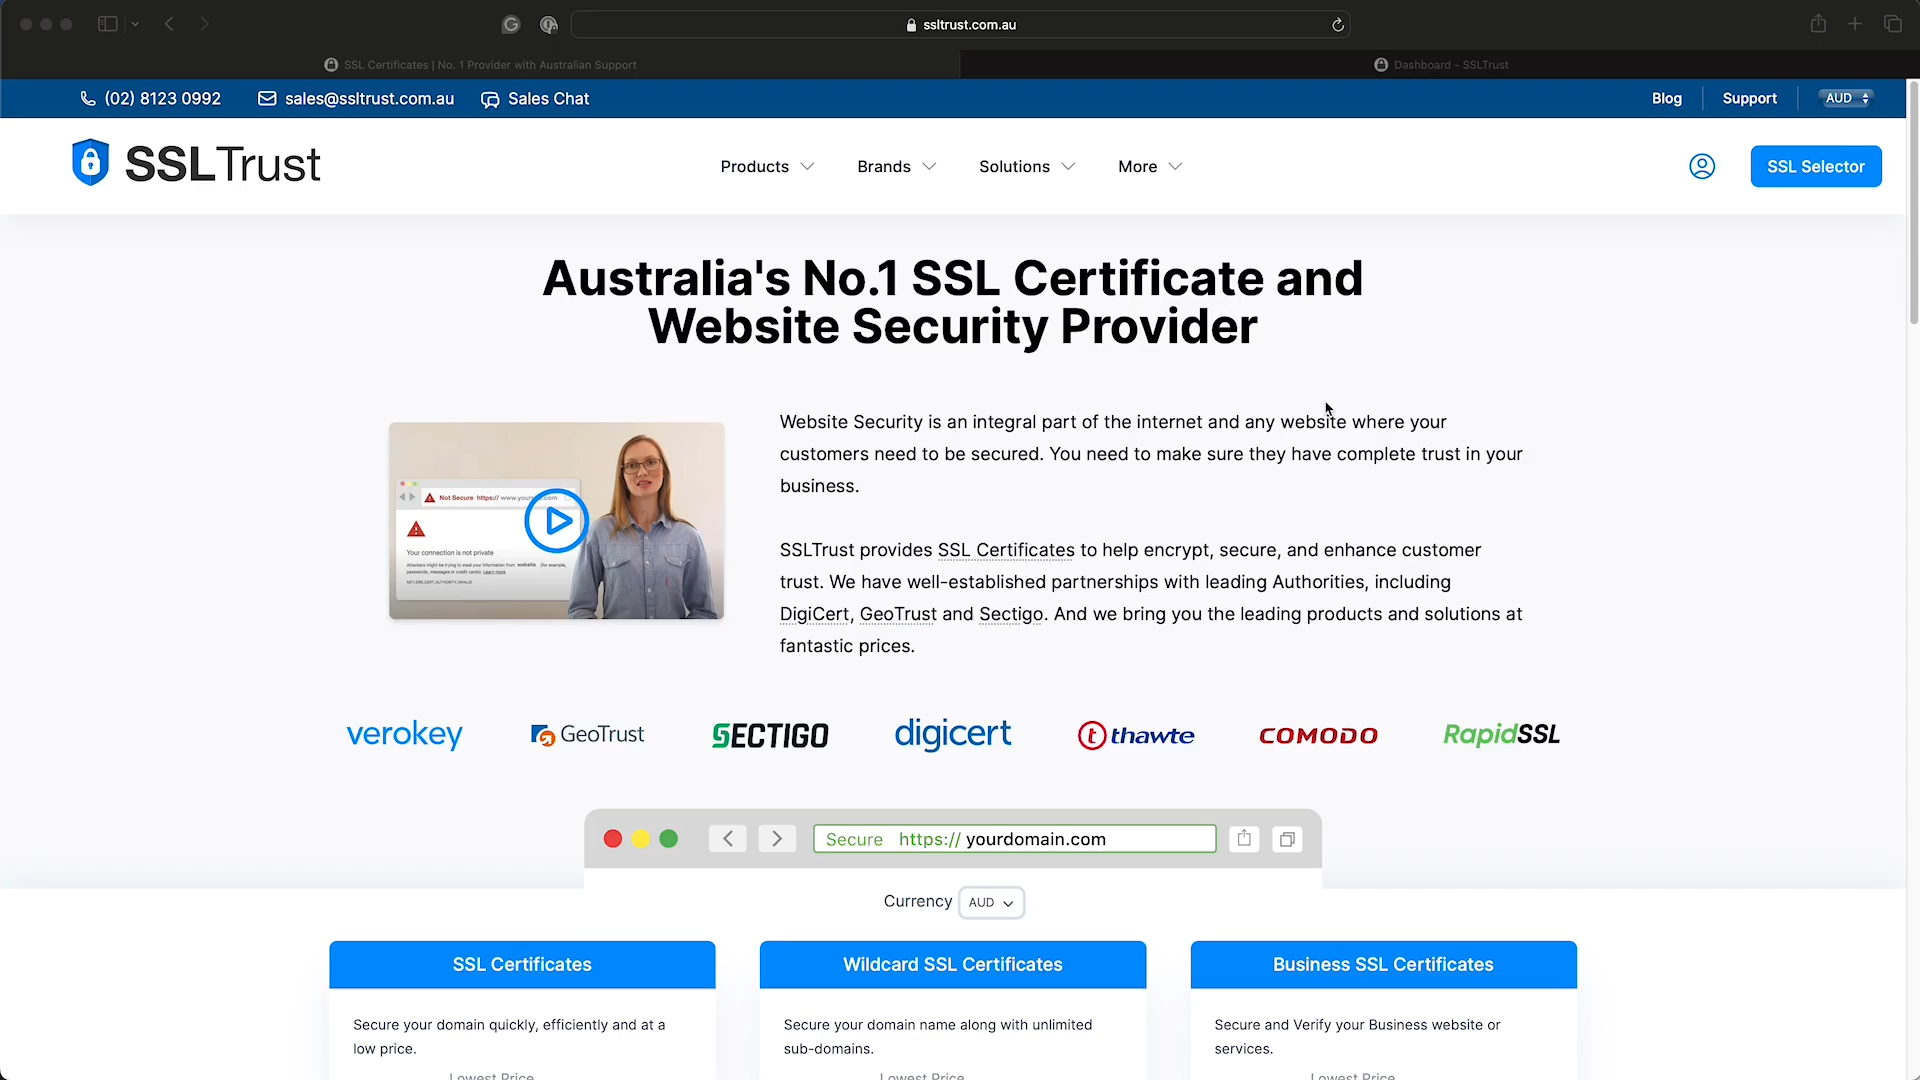 ssltrust.com.au
SSL Certificates | No. 1 Provider with Australian Support
Dashboard - SSLTrust
(02) 8123 0992
sales@ssltrust.com.au
Sales Chat
Blog
Support
AUD
SSLTrust
Products
Brands
Solutions
More
SSL Selector
Australia's No.1 SSL Certificate and
Website Security Provider
Not Secure https://
Your connection is not private
Website Security is an integral part of the internet and any website where your
customers need to be secured. You need to make sure they have complete trust in your
business.
SSLTrust provides SSL Certificates to help encrypt, secure, and enhance customer
trust. We have well-established partnerships with leading Authorities, including
DigiCert, GeoTrust and Sectigo. And we bring you the leading products and solutions at
fantastic prices.
verokey
GeoTrust
SECTIGO
digicert
thawte
COMODO
RapidSSL
Secure https:// yourdomain.com
Currency AUD
SSL Certificates
Wildcard SSL Certificates
Business SSL Certificates
Secure your domain quickly, efficiently and at a
low price.
Secure your domain name along with unlimited
sub-domains.
Secure and Verify your Business website or
services.
Lowest Price
Lowest Price
Lowest Price